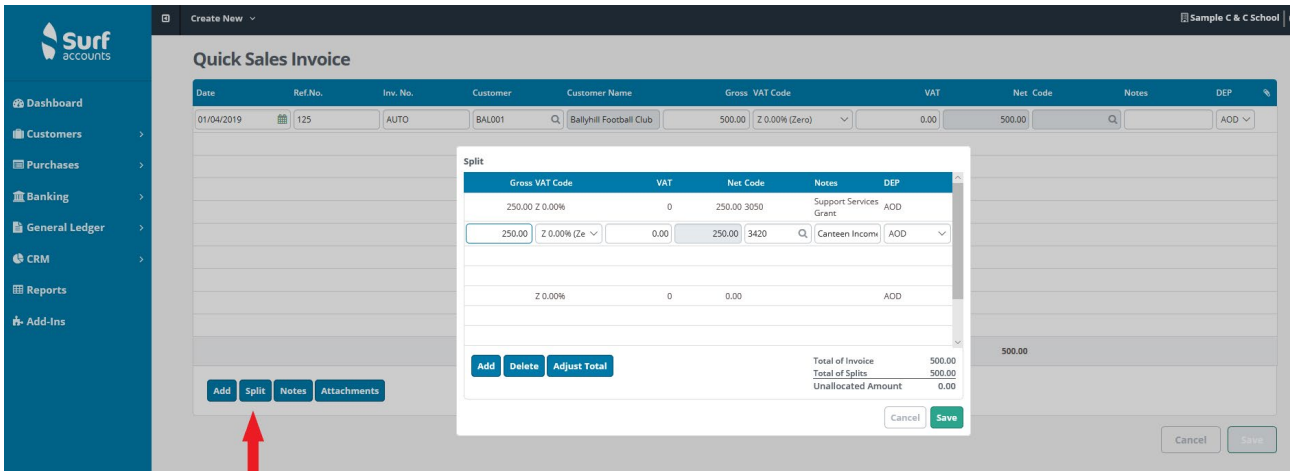 Surf
accounts
Create New
Sample C & C School
Quick Sales Invoice
Date Ref.No. Inv. No. Customer Customer Name Gross VAT Code VAT Net Code Notes DEP
01/04/2019 125 AUTO BAL001 Ballyhill Football Club 500.00 Z 0.00% (Zero) 0.00 500.00 AOD
Dashboard
Customers
Purchases
Banking
General Ledger
CRM
Reports
Add-Ins
Split
Gross VAT Code VAT Net Code Notes DEP
250.00 Z 0.00% 0 250.00 3050 Support Services AOD
Grant
250.00 Z 0.00% (Ze 0.00 250.00 3420 Canteen Income AOD
Z 0.00% 0 0.00 AOD
Add Delete Adjust Total
Total of Invoice 500.00
Total of Splits 500.00
Unallocated Amount 0.00
Cancel Save
500.00
Add Split Notes Attachments
Cancel Save